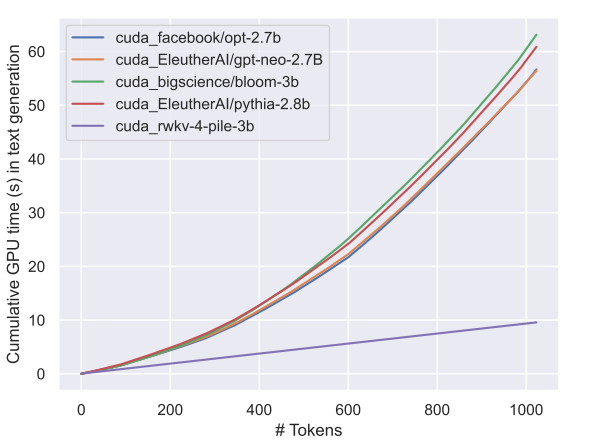 cuda_facebook/opt-2.7b
cuda_EleutherAI/gpt-neo-2.7B
cuda_bigscience/bloom-3b
cuda_EleutherAI/pythia-2.8b
cuda_rwkv-4-pile-3b
Cumulative GPU time (s) in text generation
60
50
40
30
20
10
0
0 200 400 600 800 1000
# Tokens